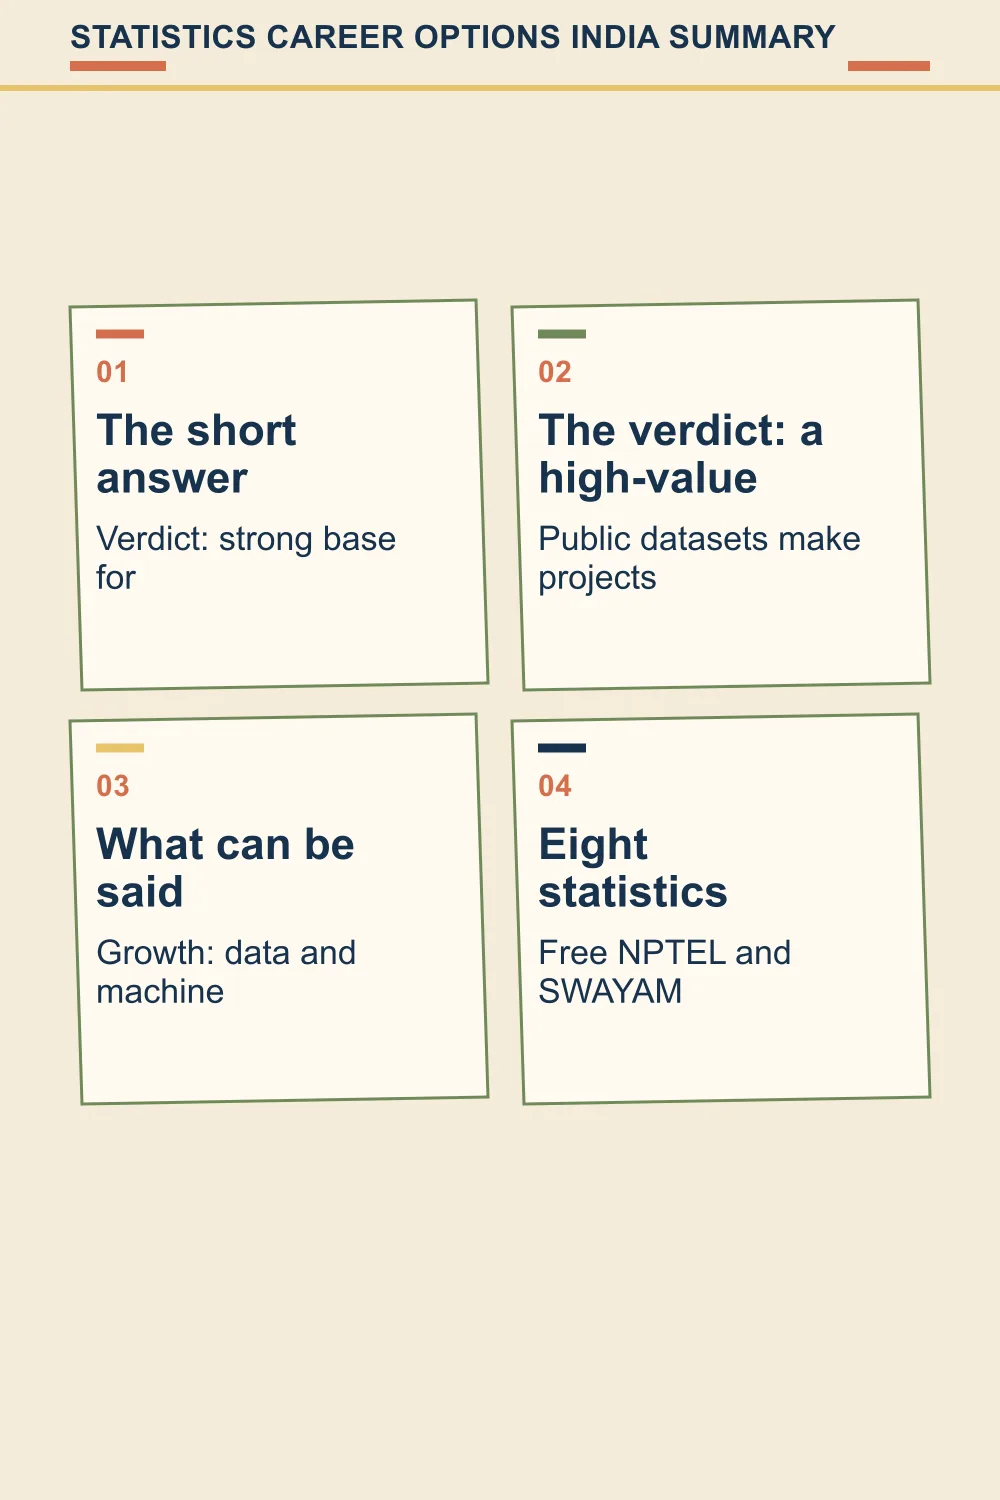 STATISTICS CAREER OPTIONS INDIA SUMMARY
01
The short
answer
Verdict: strong base
for
02
The verdict: a
high-value
Public datasets make
projects
03
What can be
said
Growth: data and
machine
04
Eight
statistics
Free NPTEL and
SWAYAM